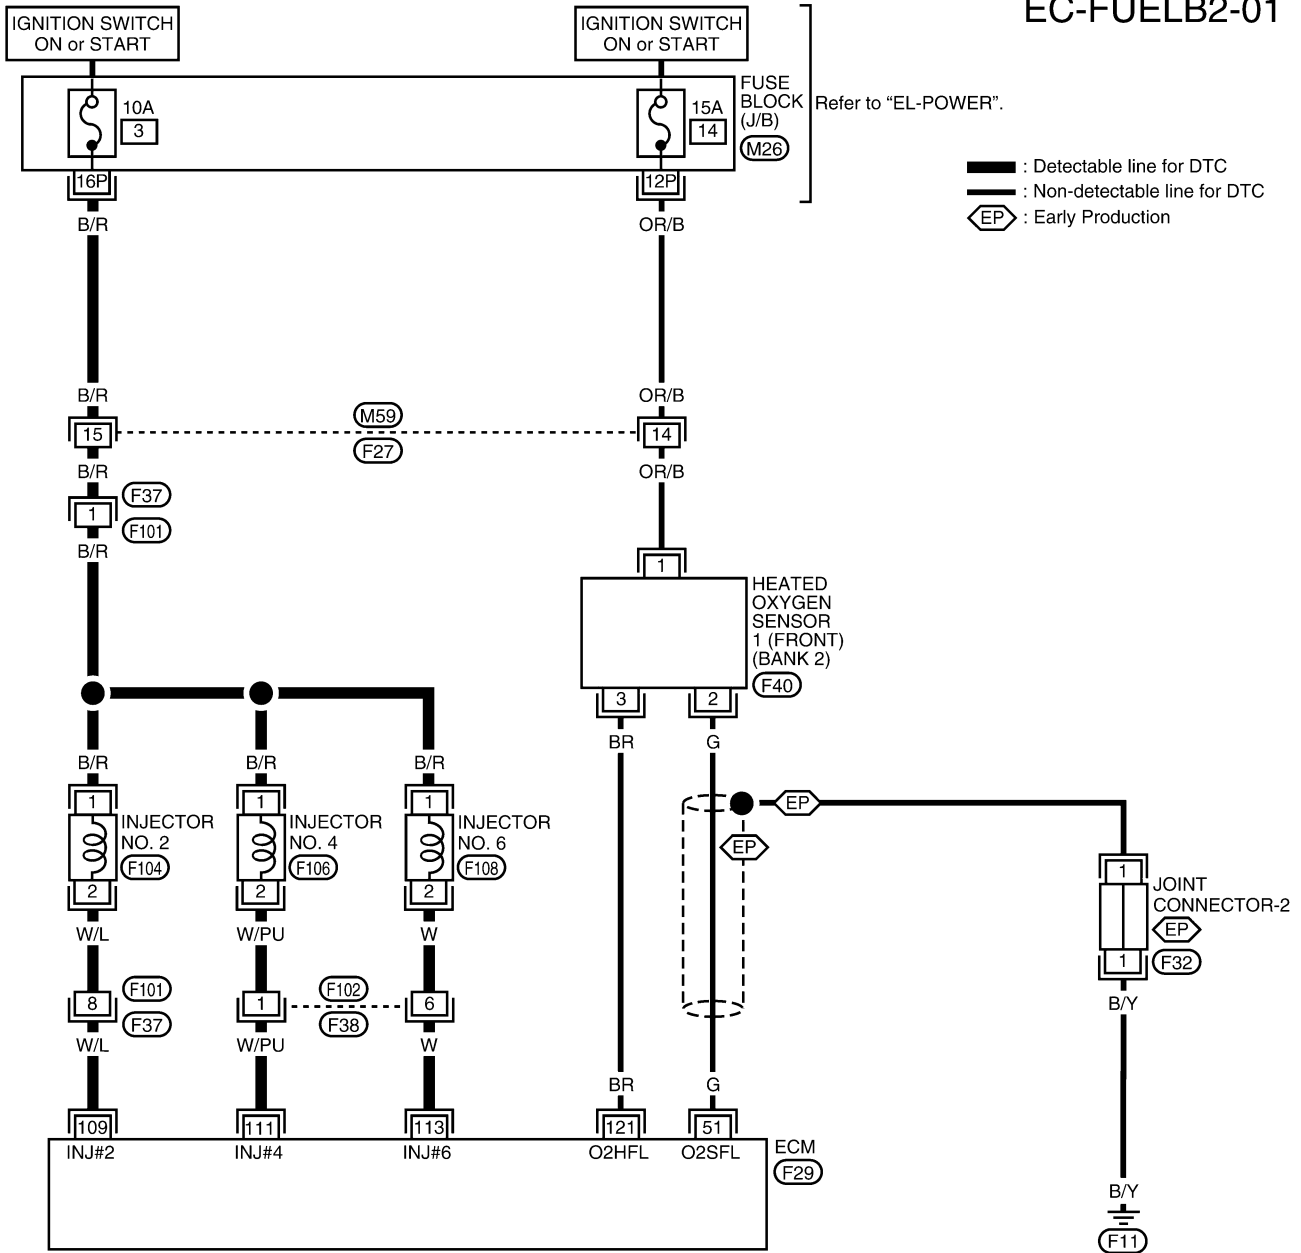 EC-FUELB2-01
IGNITION SWITCH
ON or START
IGNITION SWITCH
ON or START
10A
3
15A
14
FUSE
BLOCK
(J/B)
M26
Refer to “EL-POWER”.
16P
12P
: Detectable line for DTC
: Non-detectable line for DTC
EP : Early Production
B/R
OR/B
B/R
OR/B
15
M59
F27
14
B/R
OR/B
1
F37
F101
B/R
1
HEATED
OXYGEN
SENSOR
1 (FRONT)
(BANK 2)
F40
3
2
BR
G
B/R
B/R
B/R
1
INJECTOR
NO. 2
F104
2
1
INJECTOR
NO. 4
F106
2
1
INJECTOR
NO. 6
F108
2
EP
EP
1
JOINT
CONNECTOR-2
EP
F32
1
W/L
W/PU
W
8
F101
F37
1
F102
F38
6
B/Y
W/L
W/PU
W
BR
G
109
111
113
121
51
INJ#2
INJ#4
INJ#6
O2HFL
O2SFL
ECM
F29
B/Y
F11